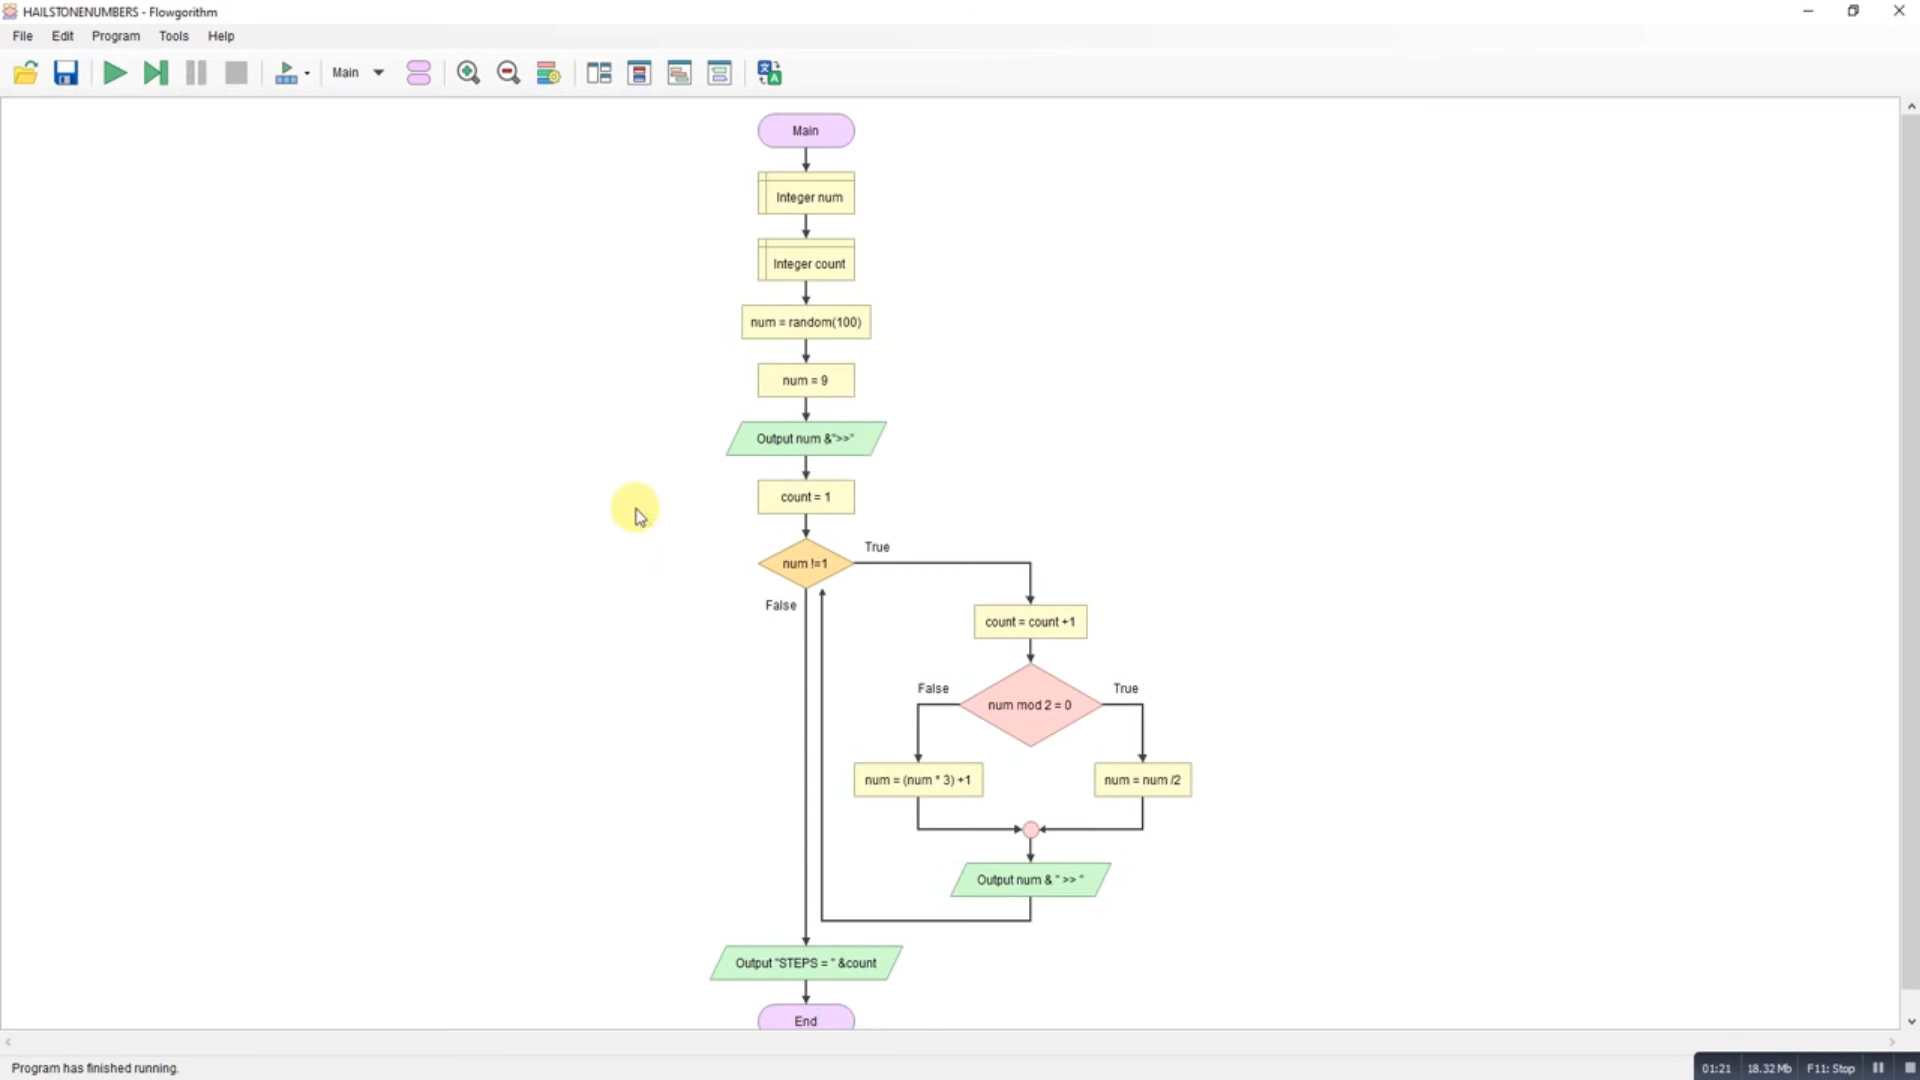 HAILSTONENUMBERS - Flowgorithm
File Edit Program Tools Help
Main
Main
Integer num
Integer count
num = random(100)
num = 9
Output num &">>"
count = 1
num !=1
True
False
count = count +1
num mod 2 = 0
False
True
num = (num * 3) +1
num = num /2
Output num & " >> "
Output "STEPS = " &count
End
Program has finished running.
01:21 18.32 Mb F11: Stop